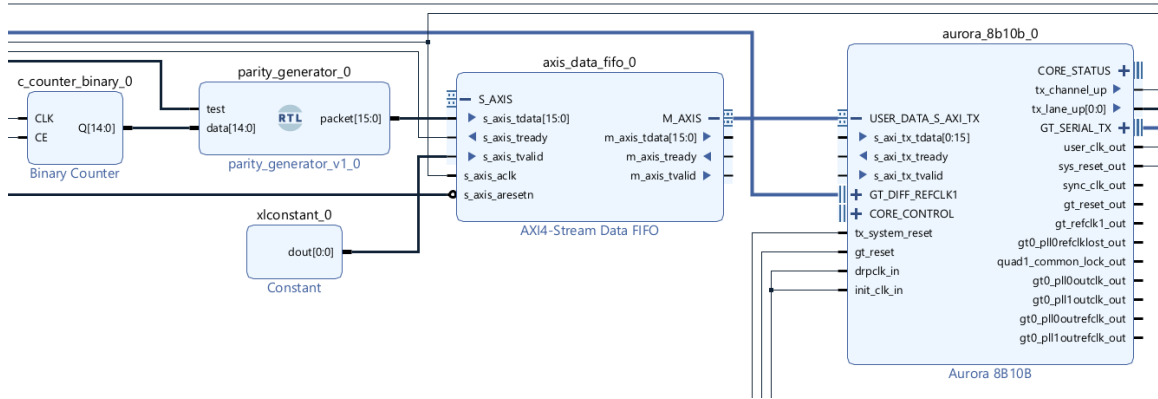 c_counter_binary_0
CLK
CE
Q[14:0]
Binary Counter
parity_generator_0
test
data[14:0]
RTL
packet[15:0]
parity_generator_v1_0
xlconstant_0
dout[0:0]
Constant
axis_data_fifo_0
S_AXIS
s_axis_tdata[15:0]
s_axis_tready
s_axis_tvalid
s_axis_aclk
s_axis_aresetn
M_AXIS
m_axis_tdata[15:0]
m_axis_tready
m_axis_tvalid
AXI4-Stream Data FIFO
aurora_8b10b_0
USER_DATA_S_AXI_TX
s_axi_tx_tdata[0:15]
s_axi_tx_tready
s_axi_tx_tvalid
GT_DIFF_REFCLK1
CORE_CONTROL
tx_system_reset
gt_reset
drpclk_in
init_clk_in
CORE_STATUS
tx_channel_up
tx_lane_up[0:0]
GT_SERIAL_TX
user_clk_out
sys_reset_out
sync_clk_out
gt_reset_out
gt_refclk1_out
gt0_pll0refclklost_out
quad1_common_lock_out
gt0_pll0outclk_out
gt0_pll1outclk_out
gt0_pll0outrefclk_out
gt0_pll1outrefclk_out
Aurora 8B10B